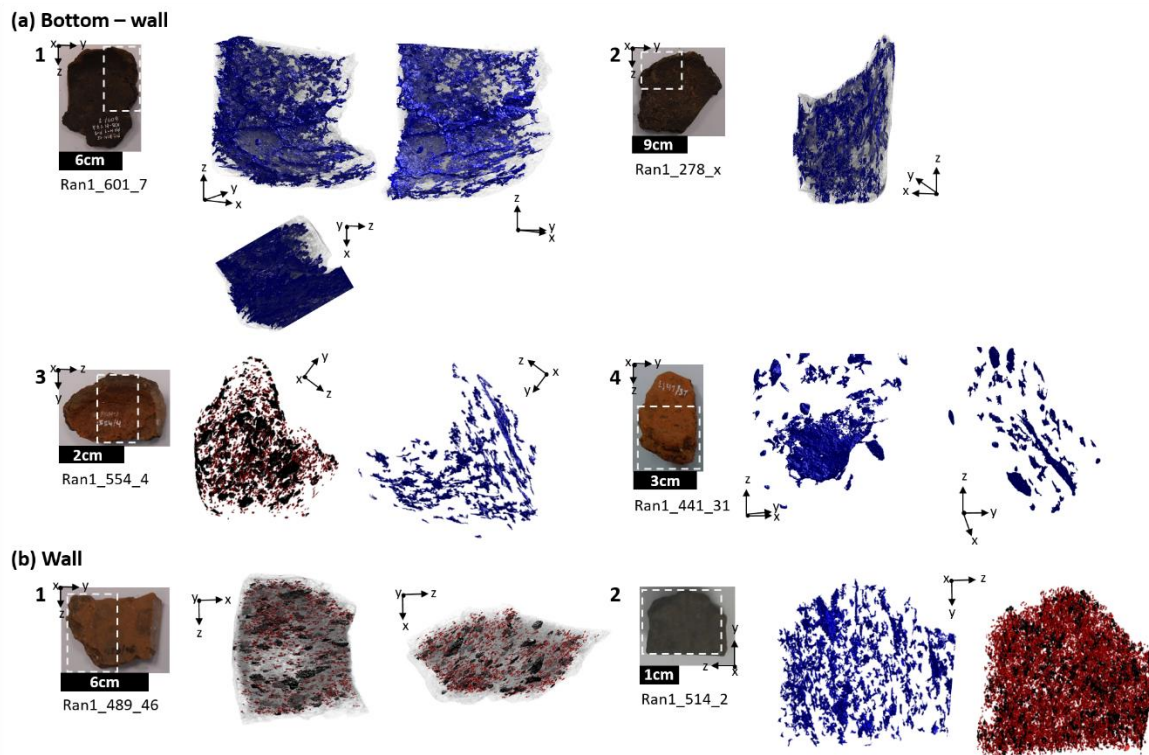 (a) Bottom – wall
1
x y
z
6cm
Ran1_601_7
z
y
x
z
y
x
y z
x
2
x y
z
9cm
Ran1_278_x
z
y
x
3
x z
y
2cm
Ran1_554_4
y
x
z
z
x
y
4
x y
z
3cm
Ran1_441_31
z
y
x
z
y
x
(b) Wall
1
x y
z
6cm
Ran1_489_46
y x
z
y z
x
2
y
z
x
1cm
Ran1_514_2
x z
y